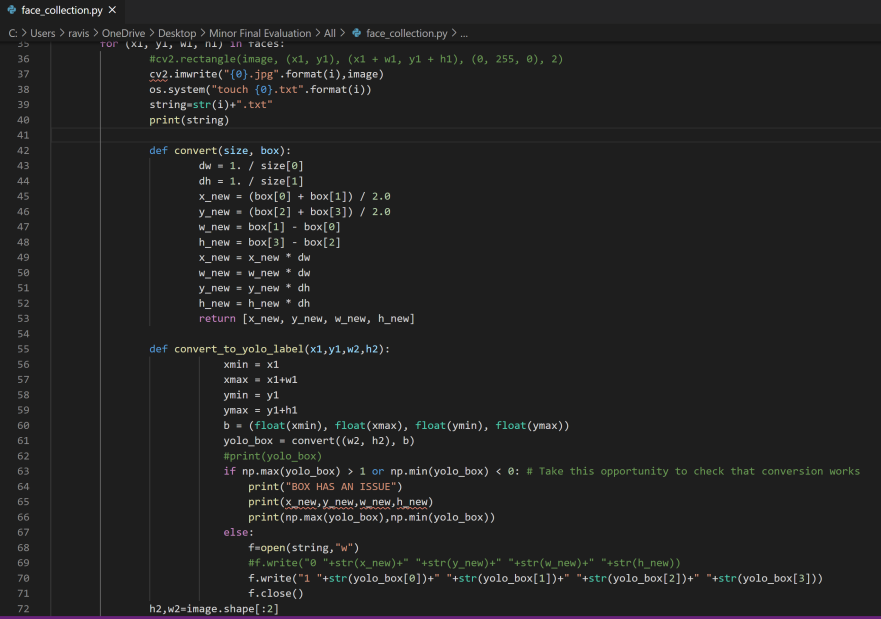 face_collection.py ×
C: > Users > ravis > OneDrive > Desktop > Minor Final Evaluation > All > face_collection.py > ...
35 for (x1, y1, w1, h1) in faces:
36 #cv2.rectangle(image, (x1, y1), (x1 + w1, y1 + h1), (0, 255, 0), 2)
37 cv2.imwrite("{0}.jpg".format(i),image)
38 os.system("touch {0}.txt".format(i))
39 string=str(i)+".txt"
40 print(string)
41
42 def convert(size, box):
43 dw = 1. / size[0]
44 dh = 1. / size[1]
45 x_new = (box[0] + box[1]) / 2.0
46 y_new = (box[2] + box[3]) / 2.0
47 w_new = box[1] - box[0]
48 h_new = box[3] - box[2]
49 x_new = x_new * dw
50 w_new = w_new * dw
51 y_new = y_new * dh
52 h_new = h_new * dh
53 return [x_new, y_new, w_new, h_new]
54
55 def convert_to_yolo_label(x1,y1,w2,h2):
56 xmin = x1
57 xmax = x1+w1
58 ymin = y1
59 ymax = y1+h1
60 b = (float(xmin), float(xmax), float(ymin), float(ymax))
61 yolo_box = convert((w2, h2), b)
62 #print(yolo_box)
63 if np.max(yolo_box) > 1 or np.min(yolo_box) < 0: # Take this opportunity to check that conversion works
64 print("BOX HAS AN ISSUE")
65 print(x_new,y_new,w_new,h_new)
66 print(np.max(yolo_box),np.min(yolo_box))
67 else:
68 f=open(string,"w")
69 #f.write("0 "+str(x_new)+" "+str(y_new)+" "+str(w_new)+" "+str(h_new))
70 f.write("1 "+str(yolo_box[0])+" "+str(yolo_box[1])+" "+str(yolo_box[2])+" "+str(yolo_box[3]))
71 f.close()
72 h2,w2=image.shape[:2]